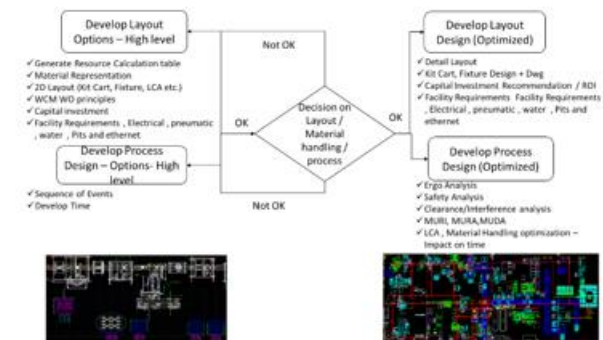 Develop Layout
Options – High level
✓Generate Resource Calculation table
✓Material Representation
✓2D Layout (Kit Cart, Fixture, LCA etc.)
✓WCM WO principles
✓Capital investment
✓Facility Requirements , Electrical , pneumatic
, water , Pits and ethernet
Develop Process
Design – Options- High
level
✓Sequence of Events
✓Develop Time
Not OK
OK
Decision on
Layout /
Material
handling /
process
OK
Not OK
Develop Layout
Design (Optimized)
✓Detail Layout
✓Kit Cart, Fixture Design + Dwg
✓Capital Investment Recommendation / ROI
✓Facility Requirements Facility Requirements
, Electrical , pneumatic , water , Pits and
ethernet
Develop Process
Design (Optimized)
✓Ergo Analysis
✓Safety Analysis
✓Clearance/Interference analysis
✓MURI, MURA,MUDA
✓LCA , Material Handling optimization –
Impact on time